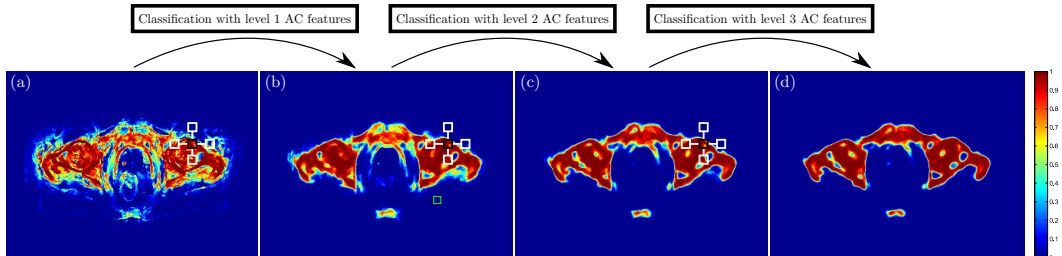 Classification with level 1 AC features
Classification with level 2 AC features
Classification with level 3 AC features
(a)
(b)
(c)
(d)
1
0.9
0.8
0.7
0.6
0.5
0.4
0.3
0.2
0.1